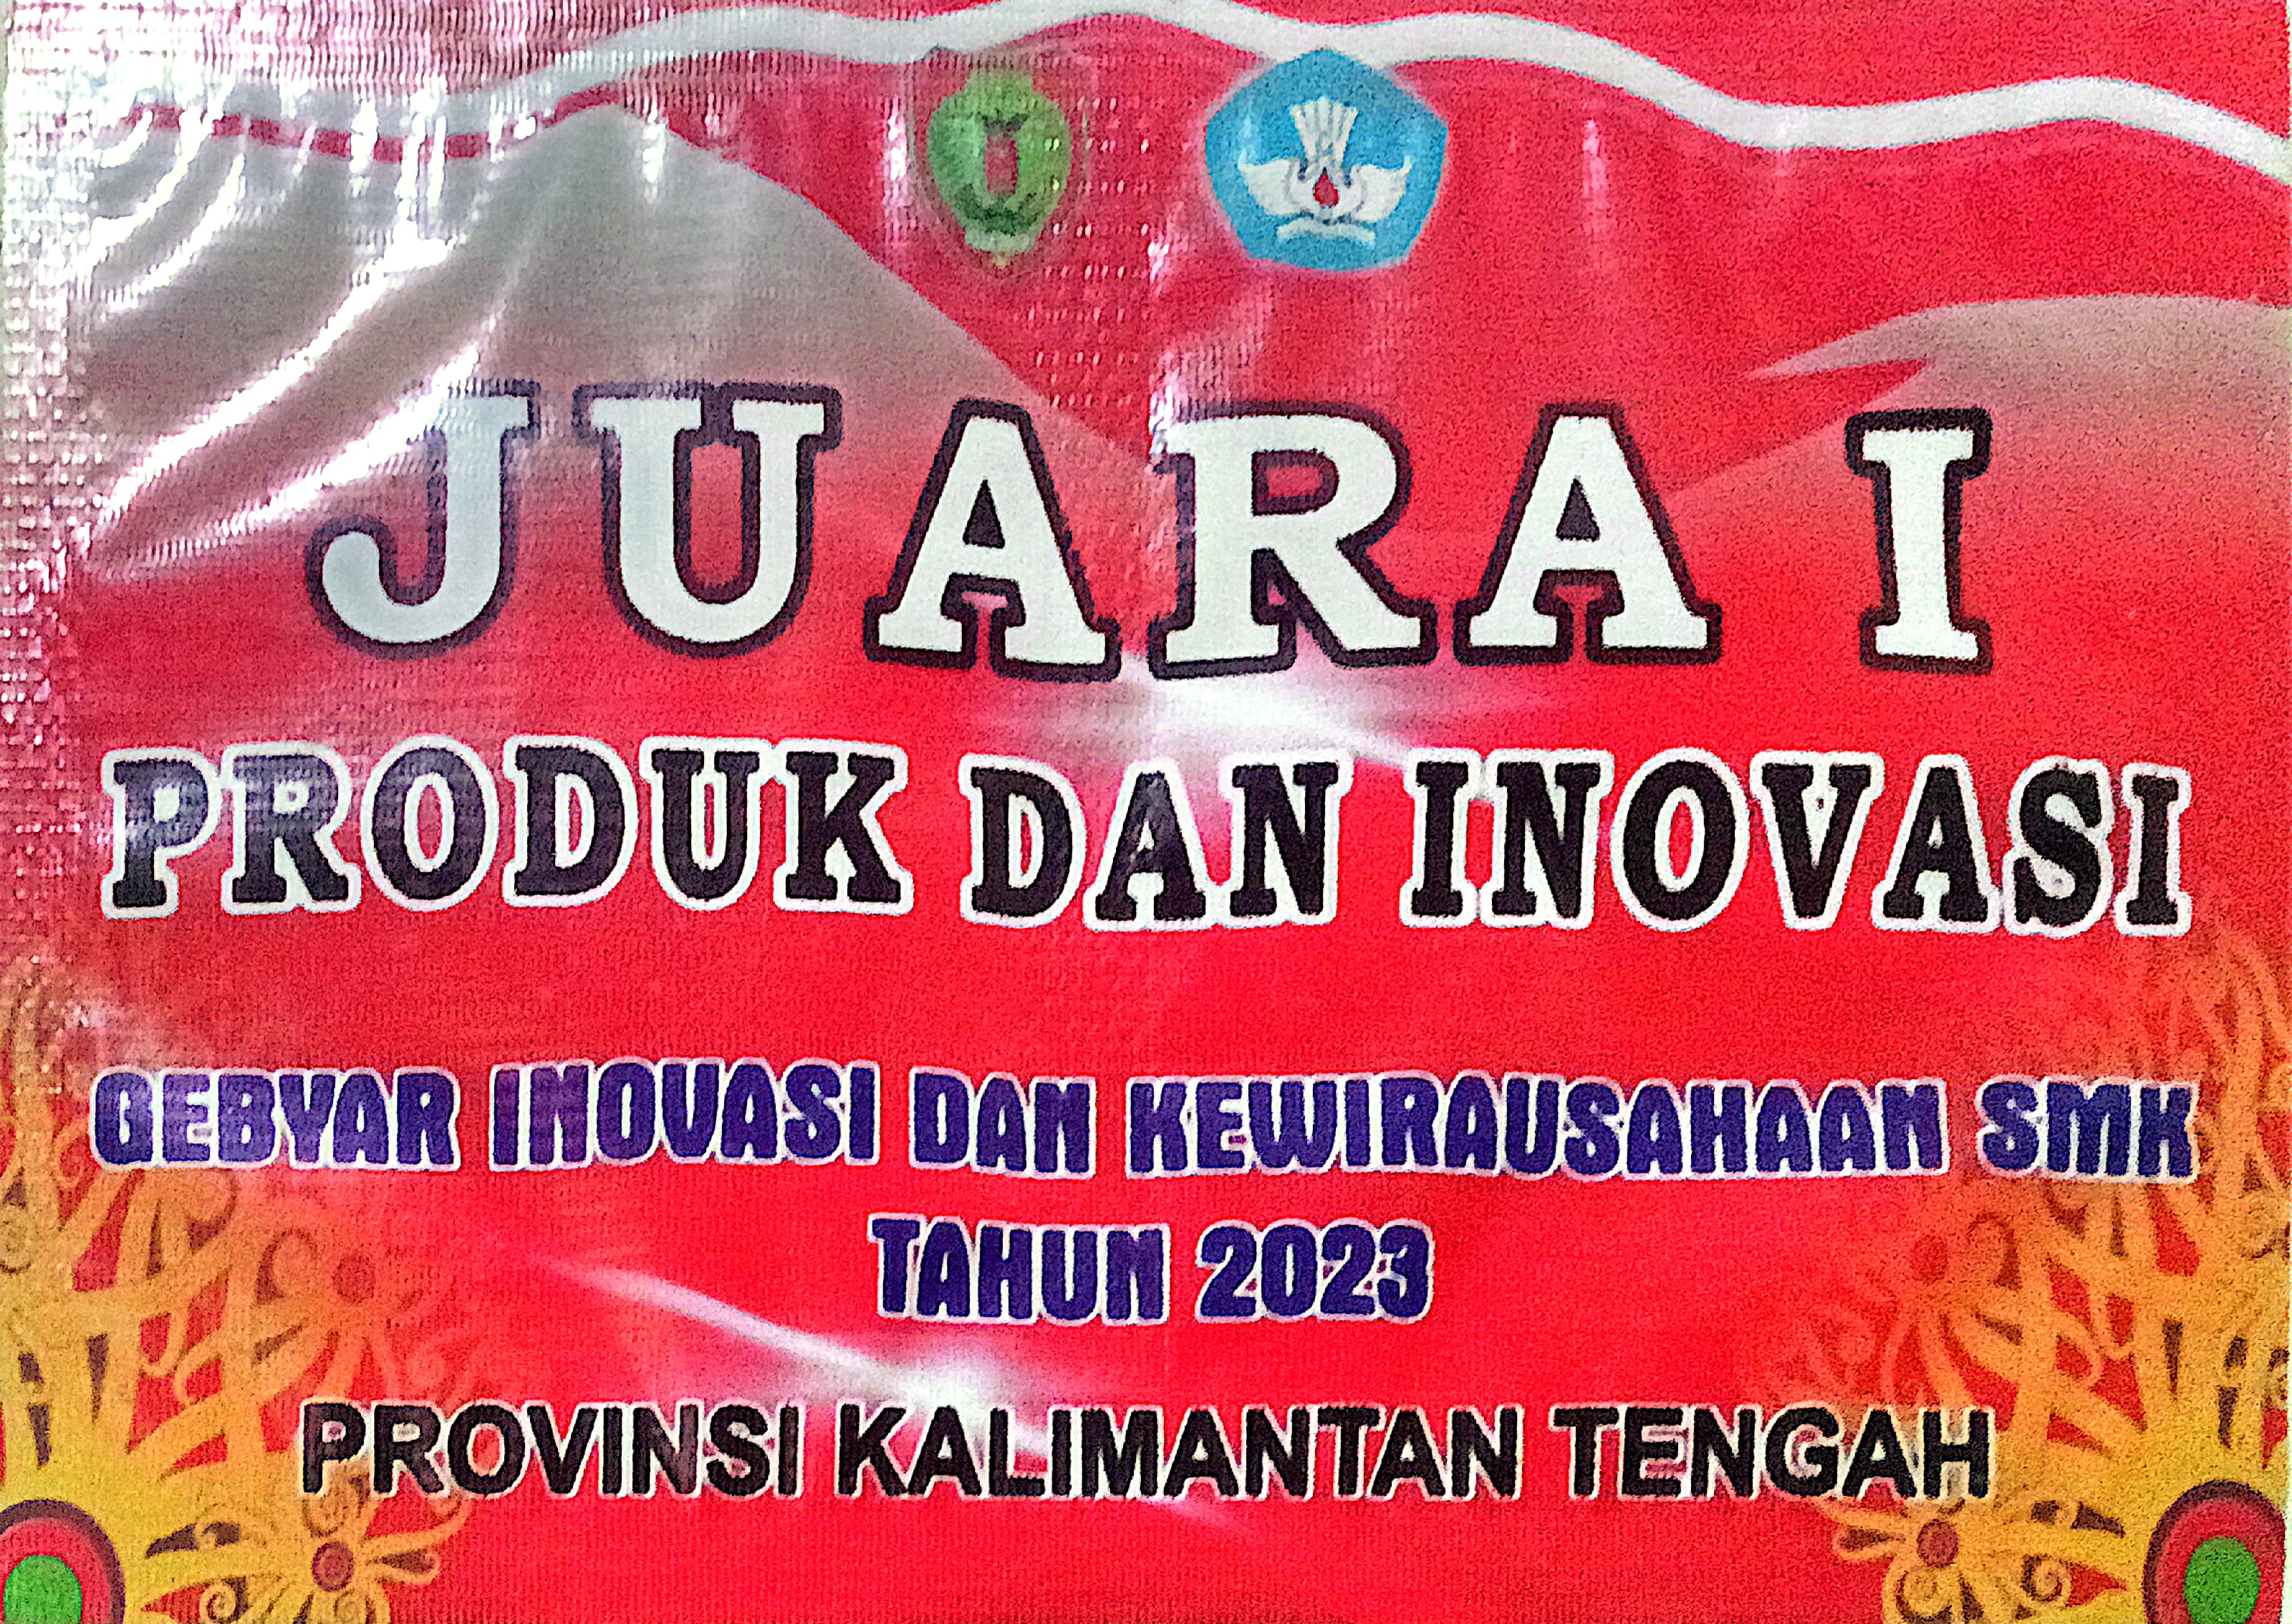 JUARA I
PRODUK DAN INOVASI
GEBYAR INOVASI DAN KEWIRAUSAHAAN SMK
TAHUN 2023
PROVINSI KALIMANTAN TENGAH